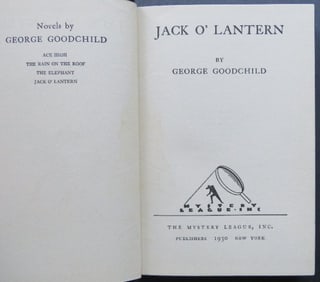 Novels by
GEORGE GOODCHILD
ACE HIGH
THE RAIN ON THE ROOF
THE ELEPHANT
JACK O' LANTERN
JACK O' LANTERN
BY
GEORGE GOODCHILD
MYSTERY
LEAGUE·INC
THE MYSTERY LEAGUE, INC.
PUBLISHERS 1930 NEW YORK